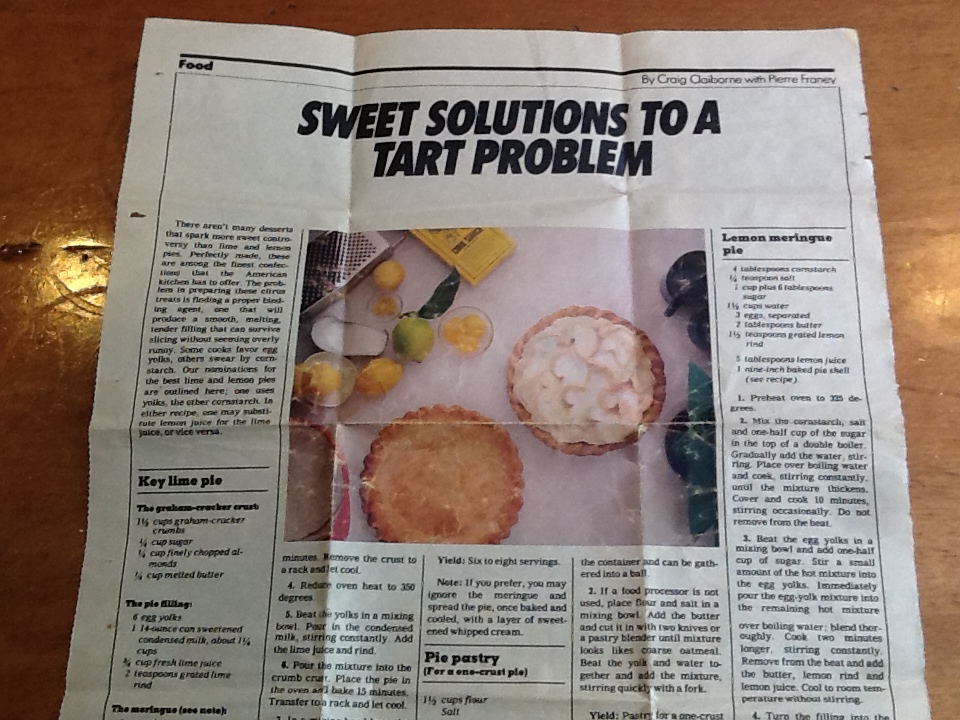 Food
By Craig Claiborne with Pierre Franey
SWEET SOLUTIONS TO A
TART PROBLEM
There aren't many desserts
that spark more sweet contro-
versy than lime and lemon
pies. Perfectly made, these
are among the finest confec-
tions that the American
kitchen has to offer. The prob-
lem in preparing these citrus
treats is finding a proper bind-
ing agent, one that will
produce a smooth, melting,
tender filling that can survive
slicing without seeming overly
runny. Some cooks favor egg
yolks, others swear by corn-
starch. Our nominations for
the best lime and lemon pies
are outlined here; one uses
yolks, the other cornstarch. In
either recipe, one may substi-
tute lemon juice for the lime
juice, or vice versa.
Key lime pie
The graham-cracker crust:
1½ cups graham-cracker
crumbs
¼ cup sugar
¼ cup finely chopped al-
monds
¼ cup melted butter
The pie filling:
6 egg yolks
1 14-ounce can sweetened
condensed milk, about 1¼
cups
¾ cup fresh lime juice
2 teaspoons grated lime
rind
The meringue (see note):
minutes. Remove the crust to
a rack and let cool.
4. Reduce oven heat to 350
degrees.
5. Beat the yolks in a mixing
bowl. Pour in the condensed
milk, stirring constantly. Add
the lime juice and rind.
6. Pour the mixture into the
crumb crust. Place the pie in
the oven and bake 15 minutes.
Transfer to a rack and let cool.
Yield: Six to eight servings.
Note: If you prefer, you may
ignore the meringue and
spread the pie, once baked and
cooled, with a layer of sweet-
ened whipped cream.
Pie pastry
(For a one-crust pie)
1½ cups flour
Salt
the container and can be gath-
ered into a ball.
2. If a food processor is not
used, place flour and salt in a
mixing bowl. Add the butter
and cut it in with two knives or
a pastry blender until mixture
looks like coarse oatmeal.
Beat the yolk and water to-
gether and add the mixture,
stirring quickly with a fork.
Yield: Pastry for a one-crust
Lemon meringue
pie
4 tablespoons cornstarch
¼ teaspoon salt
1 cup plus 6 tablespoons
sugar
1½ cups water
3 eggs, separated
2 tablespoons butter
1½ teaspoons grated lemon
rind
5 tablespoons lemon juice
1 nine-inch baked pie shell
(see recipe).
1. Preheat oven to 325 de-
grees.
2. Mix the cornstarch, salt
and one-half cup of the sugar
in the top of a double boiler.
Gradually add the water, stir-
ring. Place over boiling water
and cook, stirring constantly,
until the mixture thickens.
Cover and cook 10 minutes,
stirring occasionally. Do not
remove from the heat.
3. Beat the egg yolks in a
mixing bowl and add one-half
cup of sugar. Stir a small
amount of the hot mixture into
the egg yolks. Immediately
pour the egg-yolk mixture into
the remaining hot mixture
over boiling water; blend thor-
oughly. Cook two minutes
longer, stirring constantly.
Remove from the heat and add
the butter, lemon rind and
lemon juice. Cool to room tem-
perature without stirring.
4. Turn the filling into the